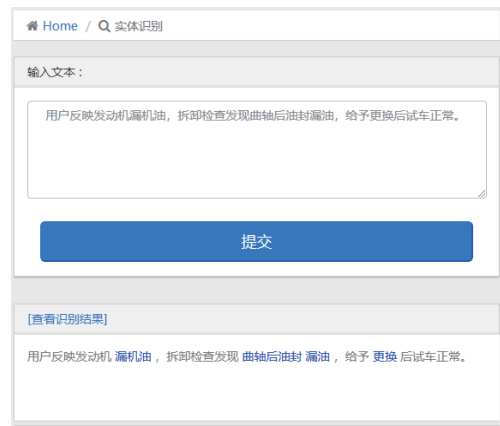 Home / 实体识别
输入文本：
用户反映发动机漏机油，拆卸检查发现曲轴后油封漏油，给予更换后试车正常。
提交
[查看识别结果]
用户反映发动机 漏机油 ，拆卸检查发现 曲轴后油封 漏油 ，给予 更换 后试车正常。